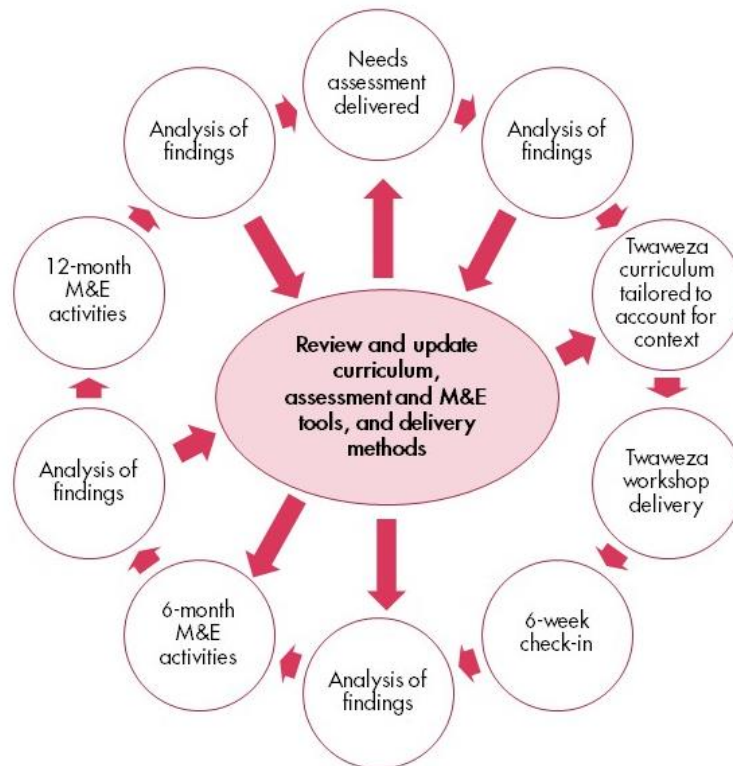 Needs
assessment
delivered
Analysis of
findings
Twaweza
curriculum
tailored to
account for
context
Twaweza
workshop
delivery
6-week
check-in
Analysis of
findings
6-month
M&E
activities
Analysis of
findings
12-month
M&E
activities
Analysis of
findings
Review and update
curriculum,
assessment and M&E
tools, and delivery
methods